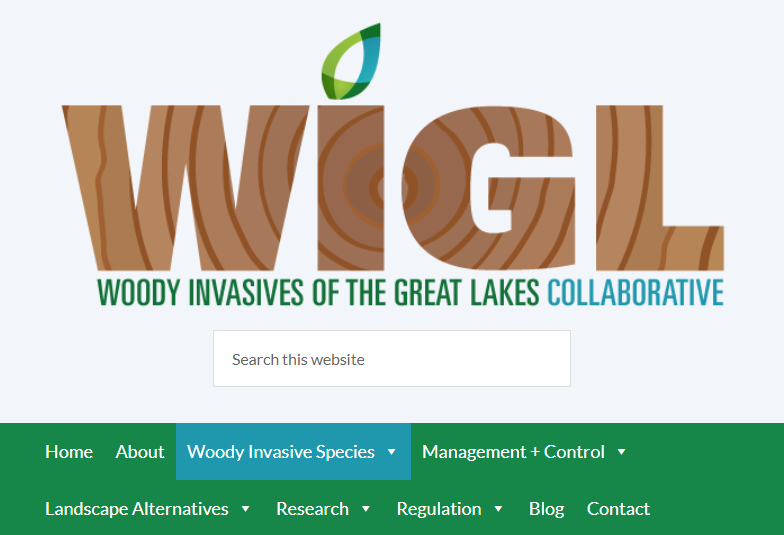 WiGL
WOODY INVASIVES OF THE GREAT LAKES COLLABORATIVE
Search this website
Home About Woody Invasive Species Management + Control
Landscape Alternatives Research Regulation Blog Contact